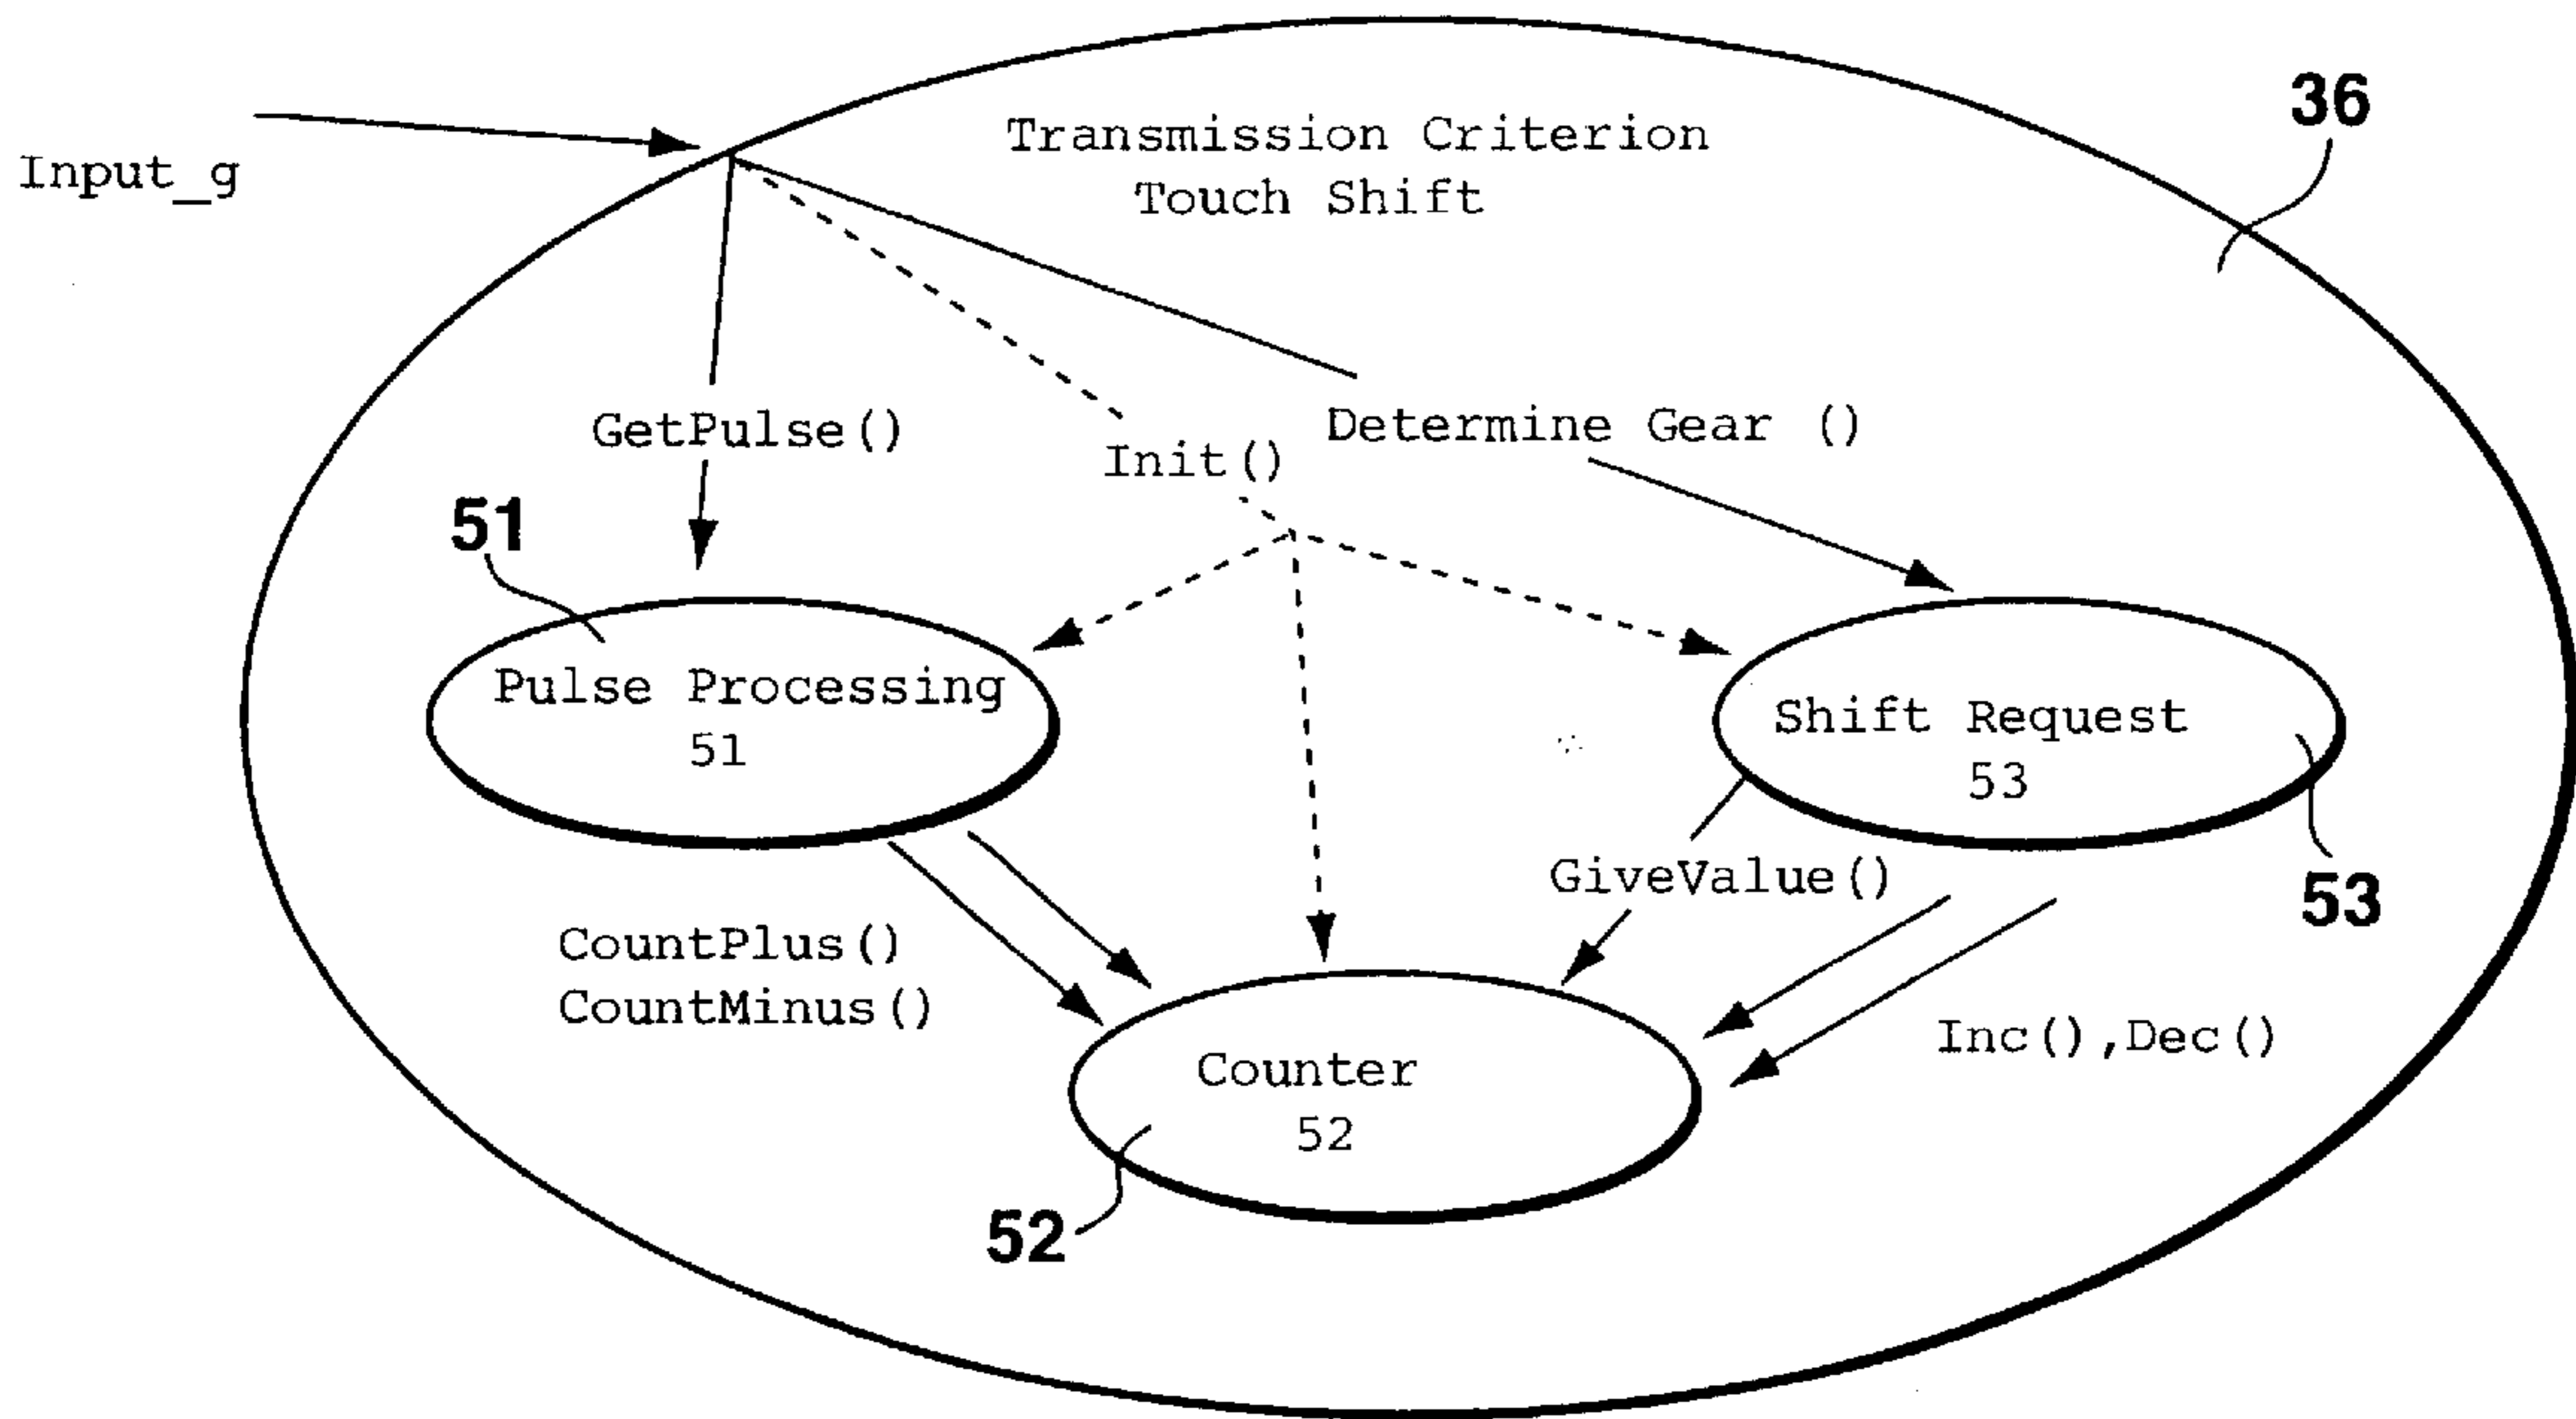 36
Transmission Criterion
Touch Shift
Input_g
GetPulse()
Init()
Determine Gear ()
51
Pulse Processing
51
Shift Request
53
GiveValue()
53
CountPlus()
CountMinus()
Inc(),Dec()
Counter
52
52